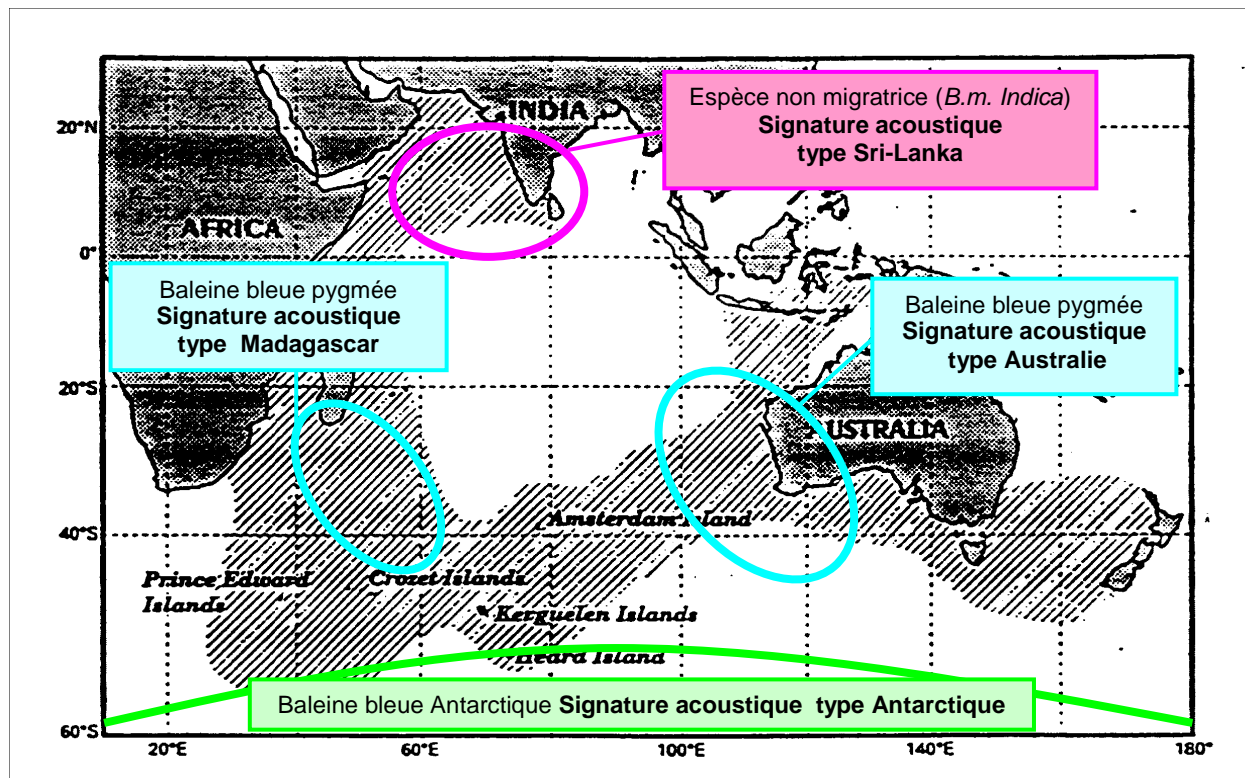 Espèce non migratrice (B.m. Indica)
Signature acoustique
type Sri-Lanka
INDIA
20°N
AFRICA
0°
Baleine bleue pygmée
Signature acoustique
type Madagascar
Baleine bleue pygmée
Signature acoustique
type Australie
20°S
AUSTRALIA
Amsterdam Island
40°S
Prince Edward
Islands
Crozet Islands
Kerguelen Islands
Heard Island
Baleine bleue Antarctique Signature acoustique type Antarctique
60°S
20°E
60°E
100°E
140°E
180°